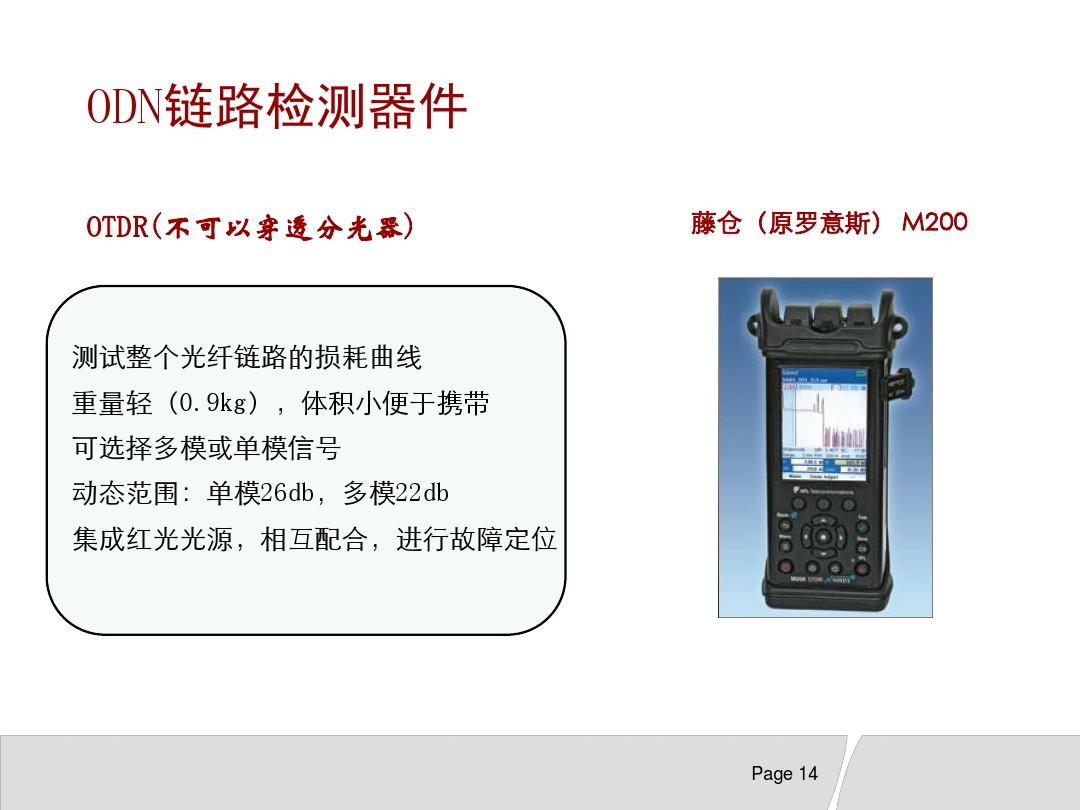 ODN链路检测器件
OTDR(不可以穿透分光器)
藤仓（原罗意斯） M200
测试整个光纤链路的损耗曲线
重量轻（0.9kg），体积小便于携带
可选择多模或单模信号
动态范围：单模26db，多模22db
集成红光光源，相互配合，进行故障定位
M200 OTDR
Page 14